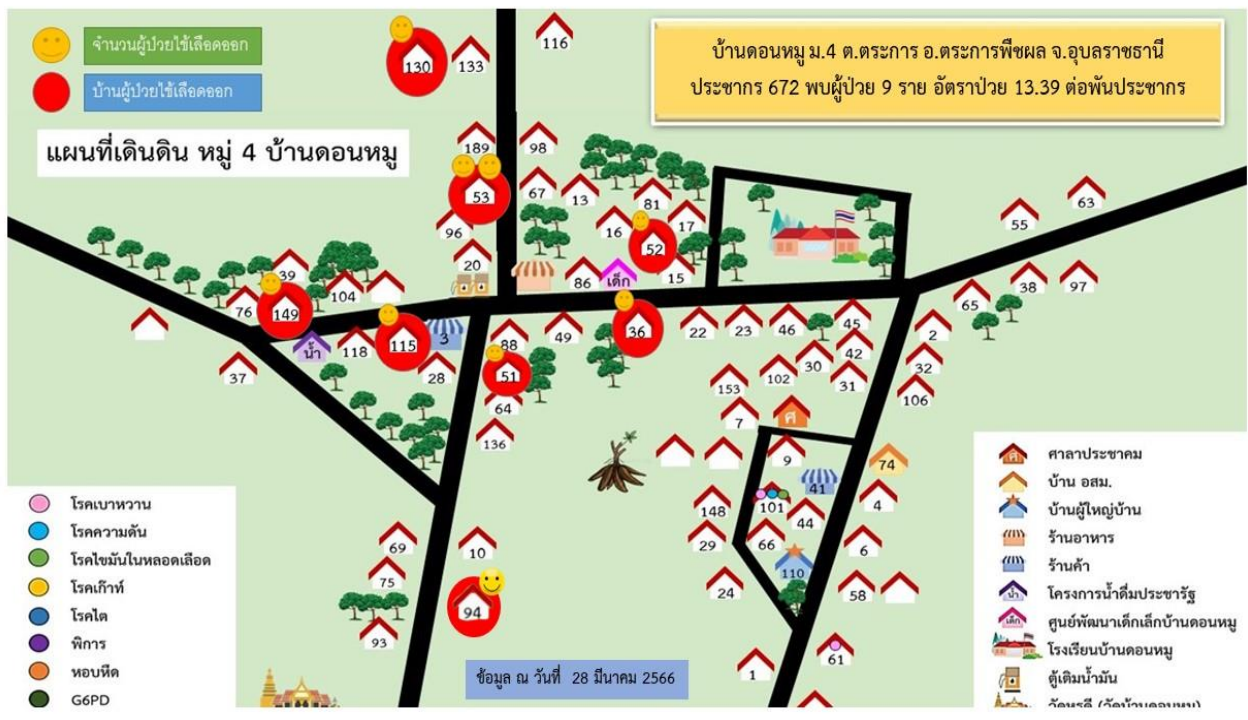 จำนวนผู้ป่วยไข้เลือดออก
บ้านผู้ป่วยไข้เลือดออก
แผนที่เดินดิน หมู่ 4 บ้านดอนหมู
บ้านดอนหมู ม.4 ต.ตระการ อ.ตระการพืชผล จ.อุบลราชธานี
ประชากร 672 พบผู้ป่วย 9 ราย อัตราป่วย 13.39 ต่อพันประชากร
116
130
133
189
98
53
67
13
81
96
16
17
52
20
86
เด็ก
15
55
63
38
97
65
39
76
104
149
น้ำ
118
115
3
28
37
88
49
51
64
136
36
22
23
46
45
42
30
31
102
153
7
ศ
2
32
106
9
74
41
101
44
4
148
29
66
6
110
24
58
61
1
69
75
93
10
94
โรคเบาหวาน
โรคความดัน
โรคไขมันในหลอดเลือด
โรคเก๊าท์
โรคไต
พิการ
หอบหืด
G6PD
ศ
ศาลาประชาคม
บ้าน อสม.
บ้านผู้ใหญ่บ้าน
ร้านอาหาร
ร้านค้า
น้ำ
โครงการน้ำดื่มประชารัฐ
เด็ก
ศูนย์พัฒนาเด็กเล็กบ้านดอนหมู
โรงเรียนบ้านดอนหมู
ตู้เติมน้ำมัน
ข้อมูล ณ วันที่ 28 มีนาคม 2566